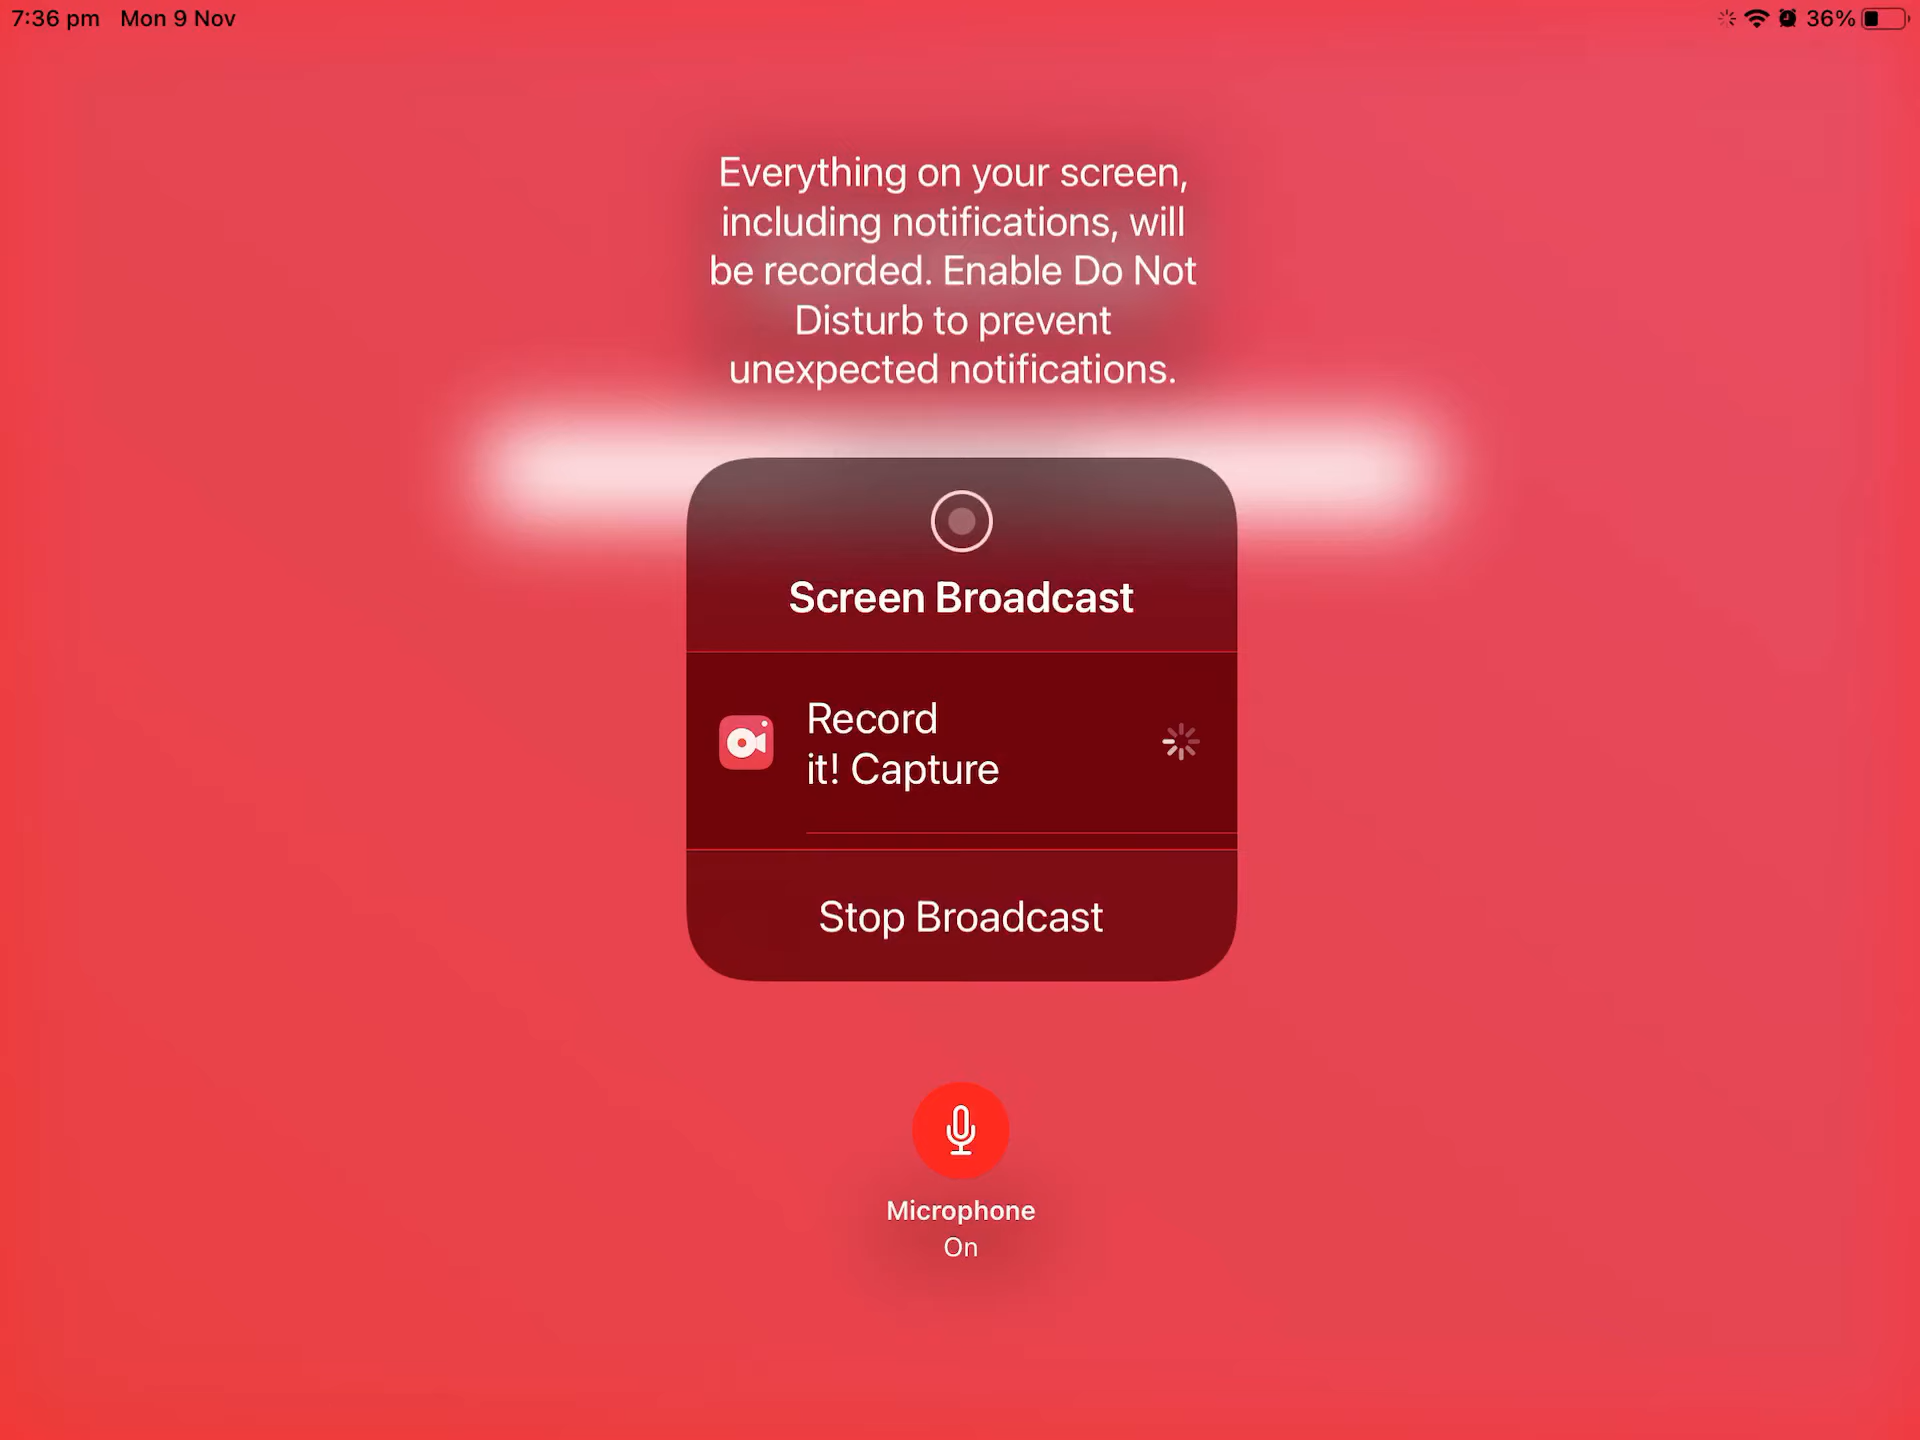 7:36 pm Mon 9 Nov 36%
Everything on your screen,
including notifications, will
be recorded. Enable Do Not
Disturb to prevent
unexpected notifications.
Screen Broadcast
Record
it! Capture
Stop Broadcast
Microphone
On